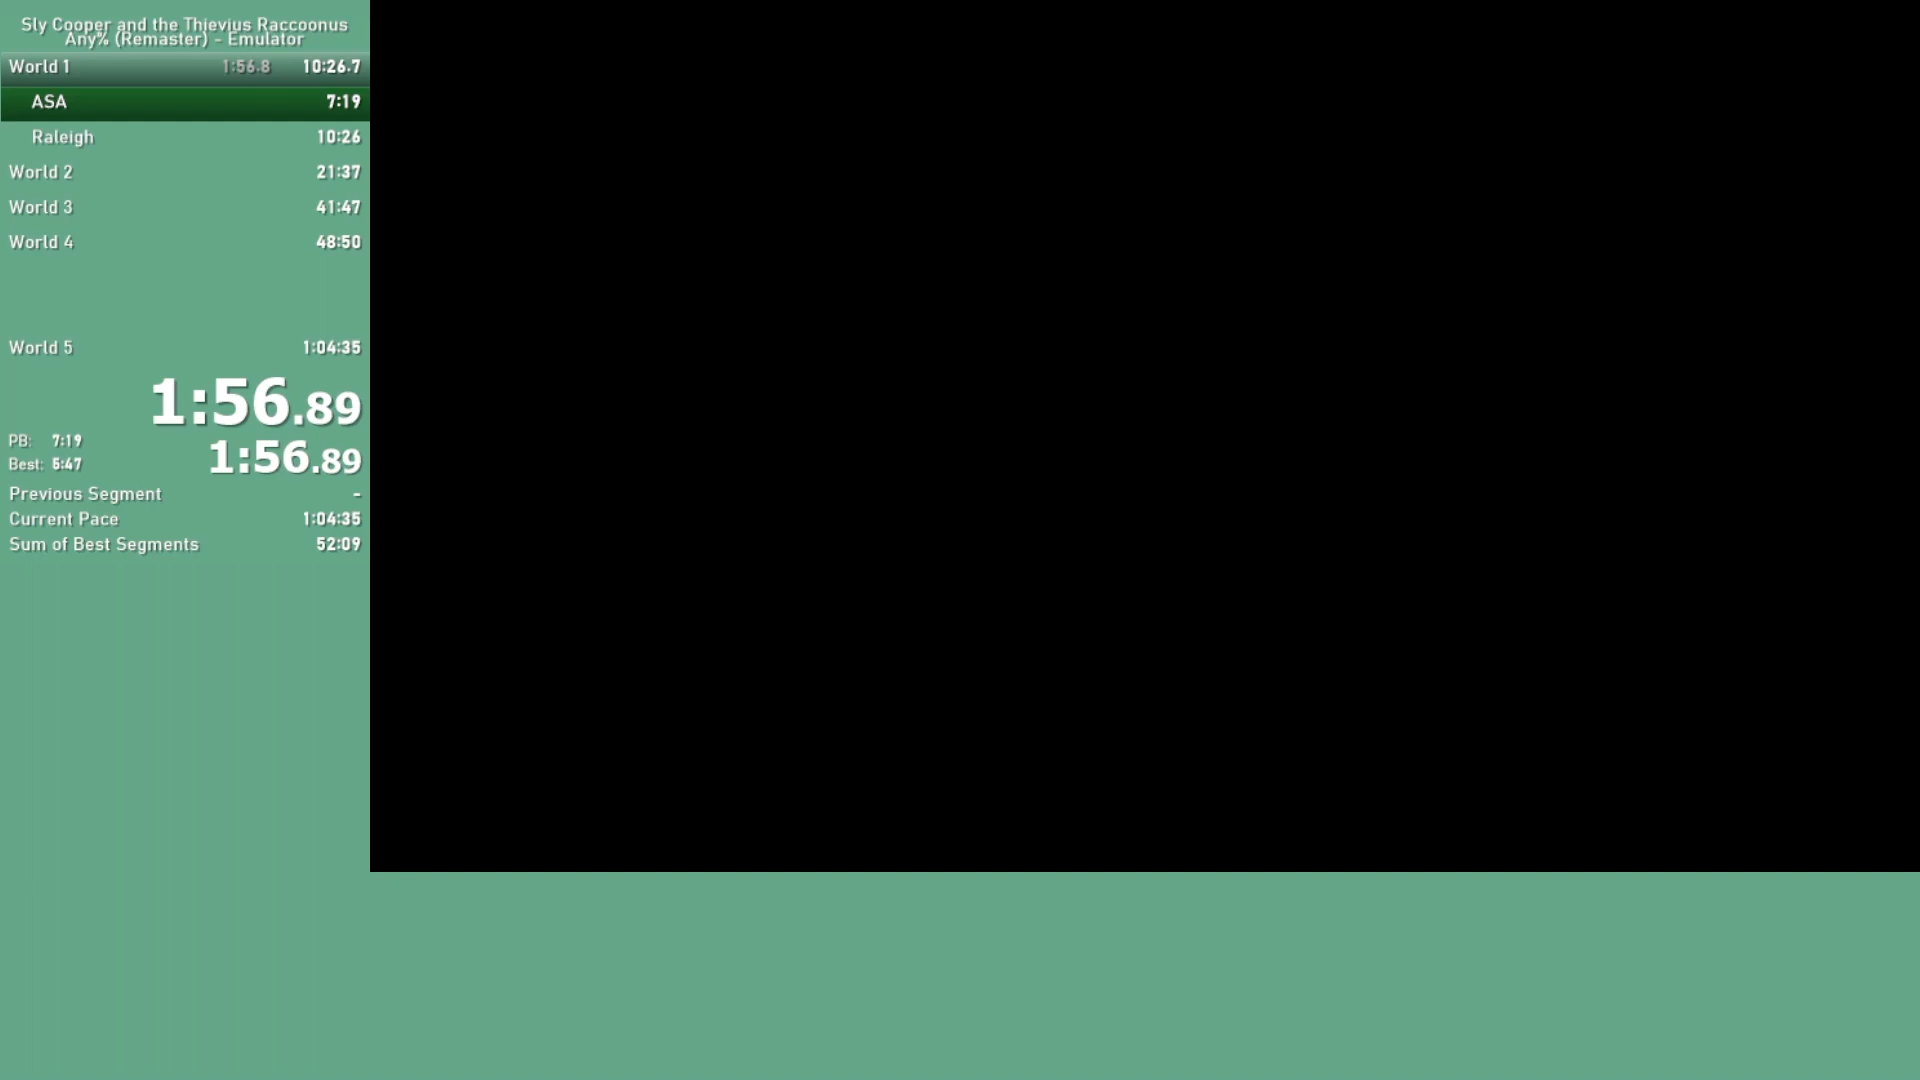 Sly Cooper and the Thievius Raccoonus
Any% (Remaster) - Emulator
World 1 1:56.8 10:26.7
ASA 7:19
Raleigh 10:26
World 2 21:37
World 3 41:47
World 4 48:50
World 5 1:04:35
1:56.89
PB: 7:19
1:56.89
Best: 5:47
Previous Segment -
Current Pace 1:04:35
Sum of Best Segments 52:09